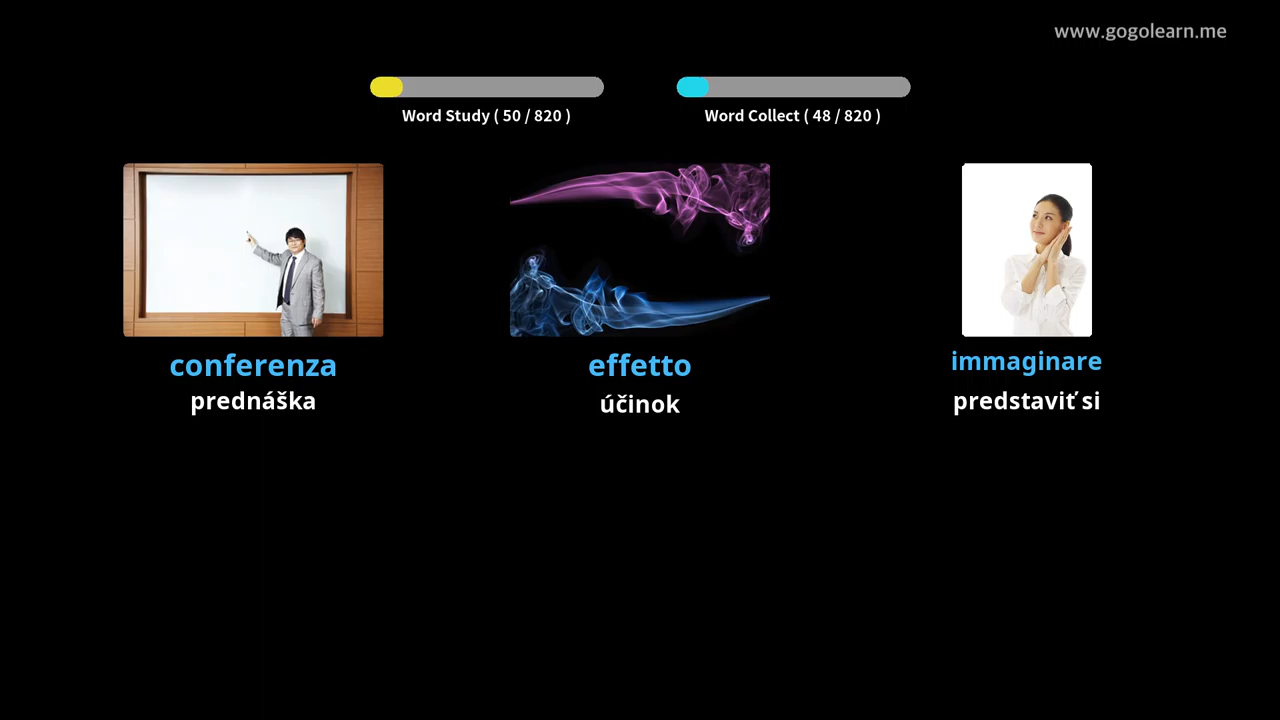 www.gogolearn.me
Word Study ( 50 / 820 )
Word Collect ( 48 / 820 )
conferenza
prednáška
effetto
účinok
immaginare
predstaviť si